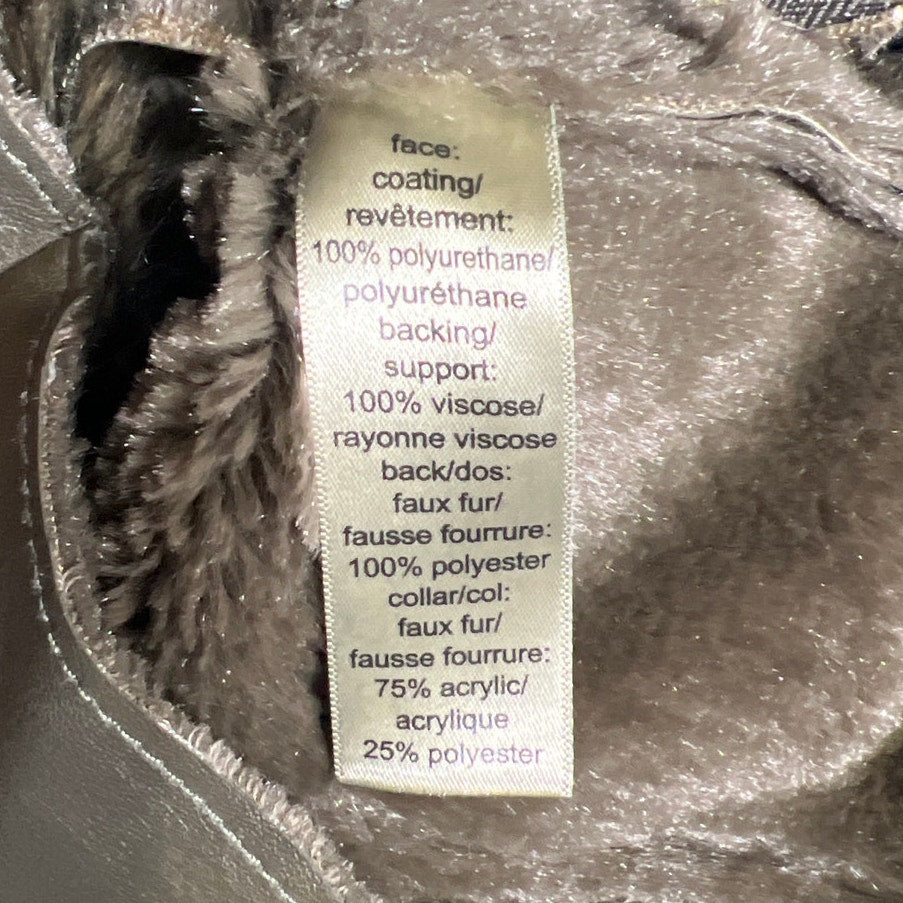 face:
coating/
revêtement:
100% polyurethane/
polyuréthane
backing/
support:
100% viscose/
rayonne viscose
back/dos:
faux fur/
fausse fourrure:
100% polyester
collar/col:
faux fur/
fausse fourrure:
75% acrylic/
acrylique
25% polyester